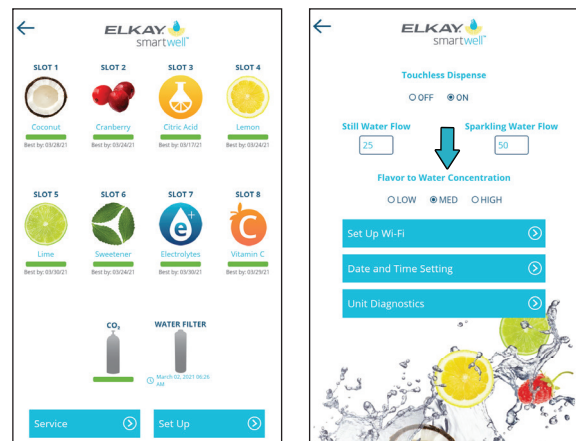 ELKAY
smartwell
SLOT 1 SLOT 2 SLOT 3 SLOT 4
Coconut Cranberry Citric Acid Lemon
Best by: 03/28/21 Best by: 03/24/21 Best by: 03/17/21 Best by: 03/24/21
SLOT 5 SLOT 6 SLOT 7 SLOT 8
e+ C
Lime Sweetener Electrolytes Vitamin C
Best by: 03/30/21 Best by: 03/24/21 Best by: 03/30/21 Best by: 03/29/21
CO₂ WATER FILTER
March 02, 2021 06:26
AM
Service Set Up
ELKAY
smartwell
Touchless Dispense
OFF ON
Still Water Flow Sparkling Water Flow
25 50
Flavor to Water Concentration
LOW MED HIGH
Set Up Wi-Fi
Date and Time Setting
Unit Diagnostics